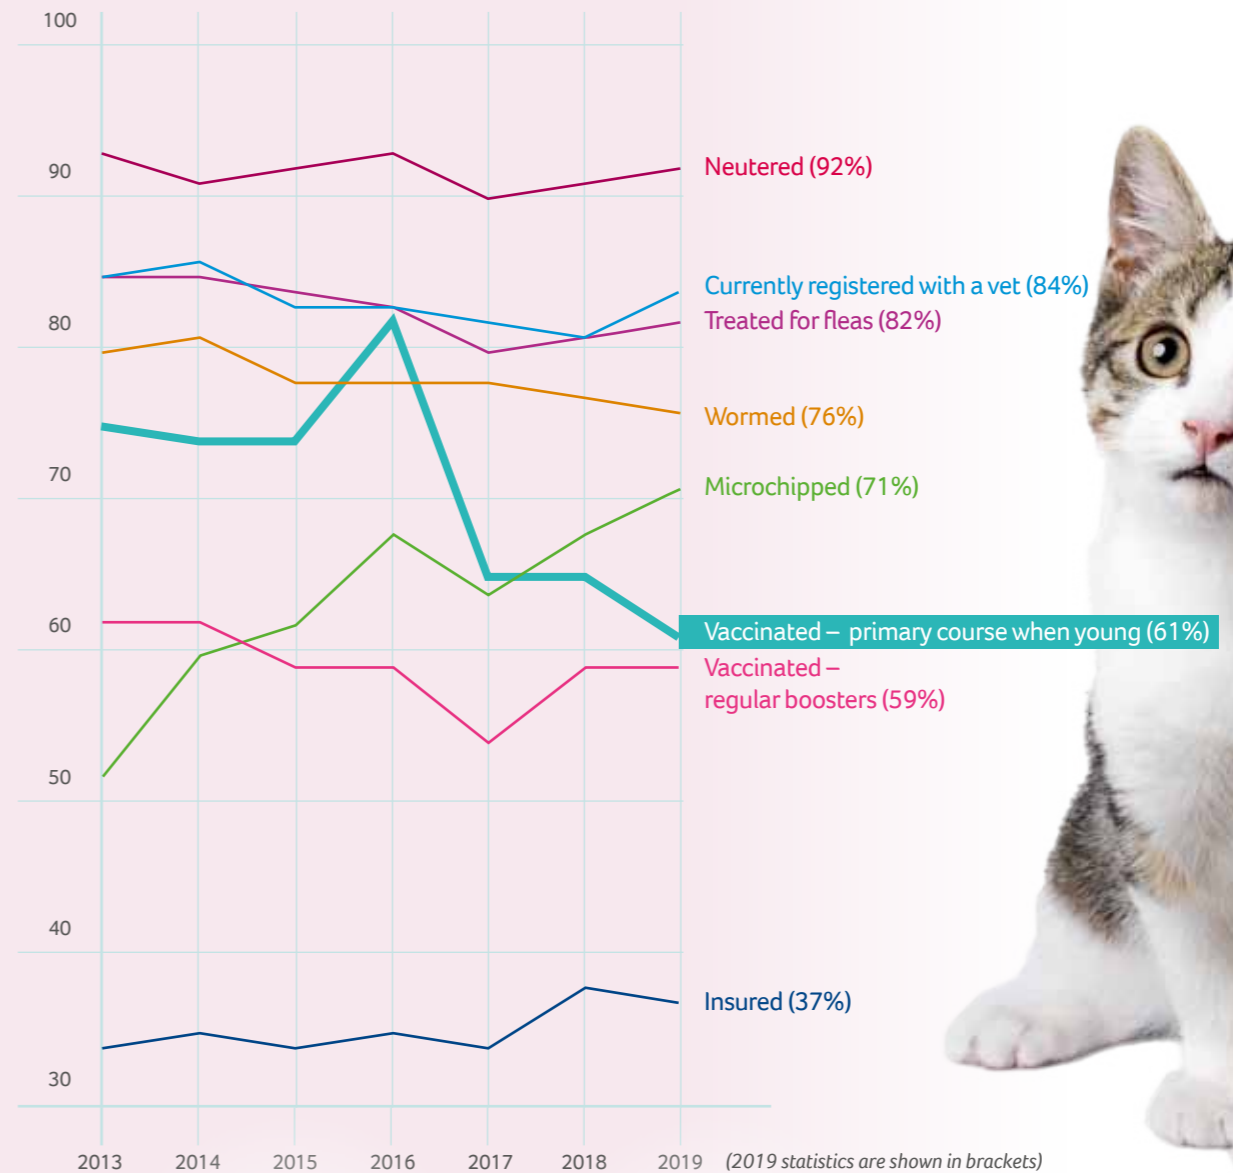 100
90
80
70
60
50
40
30
Neutered (92%)
Currently registered with a vet (84%)
Treated for fleas (82%)
Wormed (76%)
Microchipped (71%)
Vaccinated – primary course when young (61%)
Vaccinated –
regular boosters (59%)
Insured (37%)
2013 2014 2015 2016 2017 2018 2019 (2019 statistics are shown in brackets)